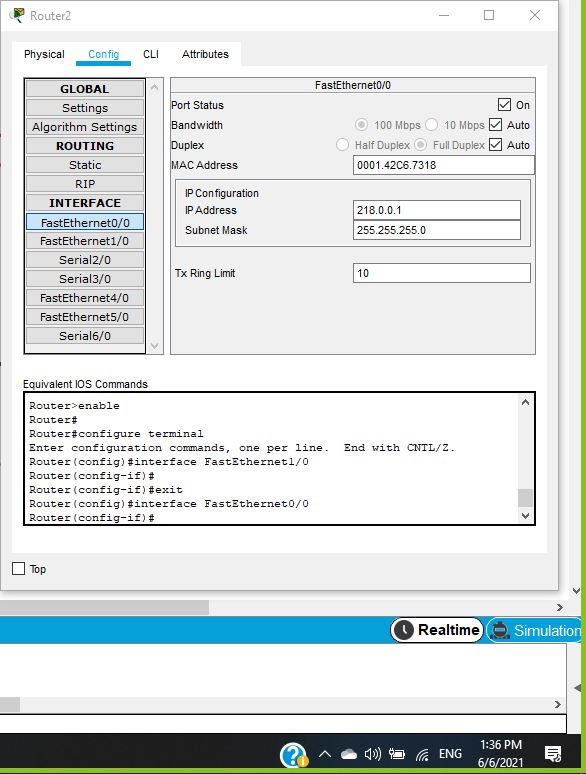 Router2
Physical Config CLI Attributes
GLOBAL
Settings
Algorithm Settings
ROUTING
Static
RIP
INTERFACE
FastEthernet0/0
FastEthernet1/0
Serial2/0
Serial3/0
FastEthernet4/0
FastEthernet5/0
Serial6/0
FastEthernet0/0
Port Status On
Bandwidth 100 Mbps 10 Mbps Auto
Duplex Half Duplex Full Duplex Auto
MAC Address 0001.42C6.7318
IP Configuration
IP Address 218.0.0.1
Subnet Mask 255.255.255.0
Tx Ring Limit 10
Equivalent IOS Commands
Router>enable
Router#
Router#configure terminal
Enter configuration commands, one per line. End with CNTL/Z.
Router(config)#interface FastEthernet1/0
Router(config-if)#
Router(config-if)#exit
Router(config)#interface FastEthernet0/0
Router(config-if)#
Top
Realtime Simulation
ENG
1:36 PM
6/6/2021